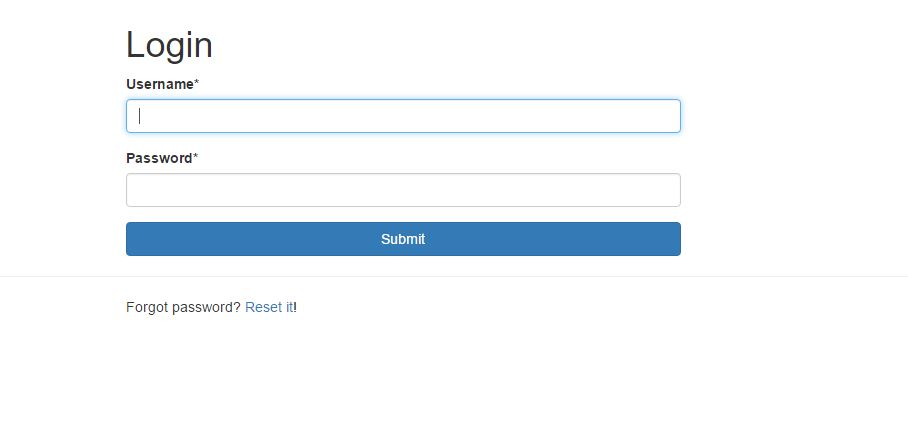 Login
Username*
Password*
Submit
Forgot password? Reset it!